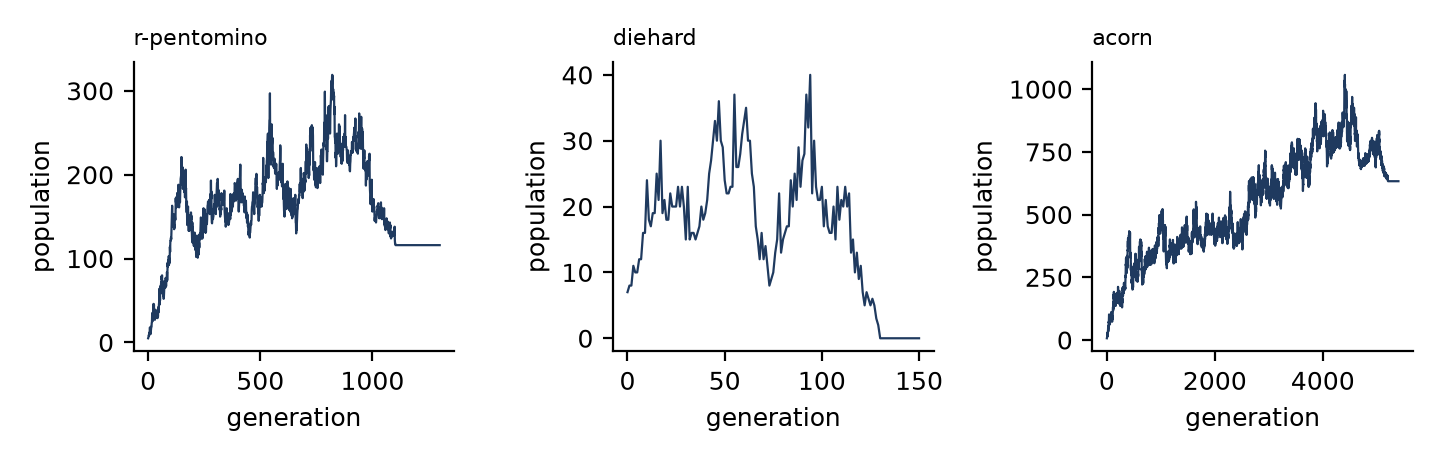 r-pentomino
population
300
200
100
0
0 500 1000
generation
diehard
population
40
30
20
10
0
0 50 100 150
generation
acorn
population
1000
750
500
250
0
0 2000 4000
generation